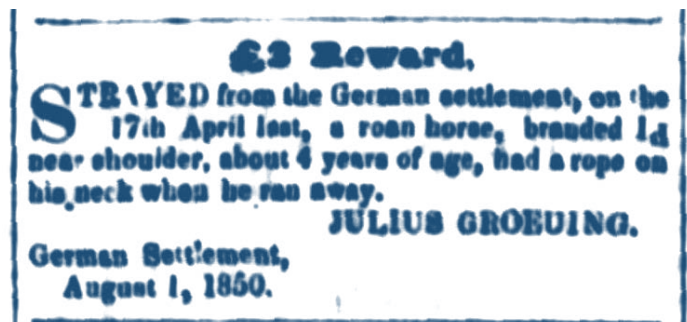 £3 Reward.
STRAYED from the German settlement, on the
17th April last, a roan horse, branded
near shoulder, about 4 years of age, had a rope on
his neck when he ran away.
JULIUS GROEUING.
German Settlement,
August 1, 1850.